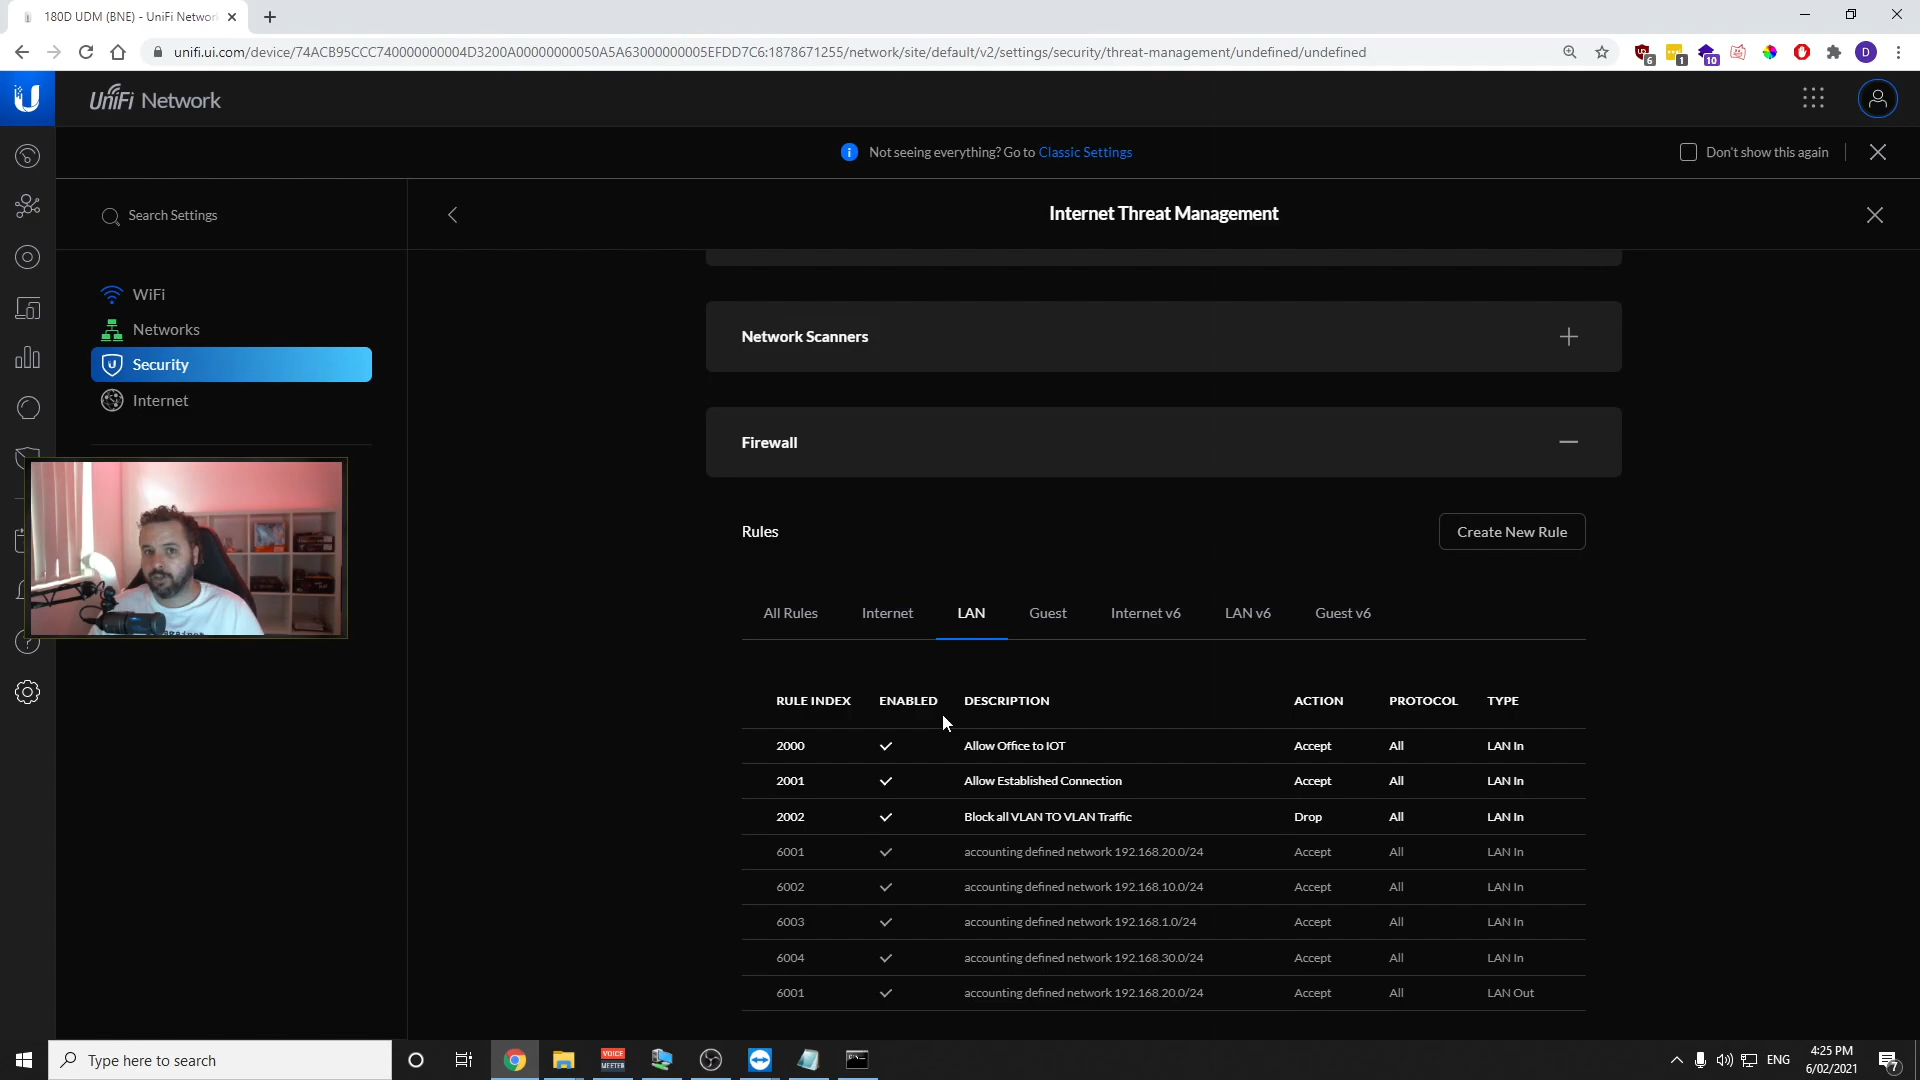 180D UDM (BNE) - UniFi Network
unifi.ui.com/device/74ACB95CCC740000000004D3200A00000000050A5A63000000005EFDD7C6:1878671255/network/site/default/v2/settings/security/threat-management/undefined/undefined
6
1
10
D
UniFi Network
Not seeing everything? Go to Classic Settings
Don't show this again
Search Settings
Internet Threat Management
WiFi
Networks
Security
Internet
Network Scanners
Firewall
Rules
Create New Rule
All Rules Internet LAN Guest Internet v6 LAN v6 Guest v6
RULE INDEX ENABLED DESCRIPTION ACTION PROTOCOL TYPE
2000 Allow Office to IOT Accept All LAN In
2001 Allow Established Connection Accept All LAN In
2002 Block all VLAN TO VLAN Traffic Drop All LAN In
6001 accounting defined network 192.168.20.0/24 Accept All LAN In
6002 accounting defined network 192.168.10.0/24 Accept All LAN In
6003 accounting defined network 192.168.1.0/24 Accept All LAN In
6004 accounting defined network 192.168.30.0/24 Accept All LAN In
6001 accounting defined network 192.168.20.0/24 Accept All LAN Out
Type here to search
VOICE
MEETER
ENG
4:25 PM
6/02/2021
7